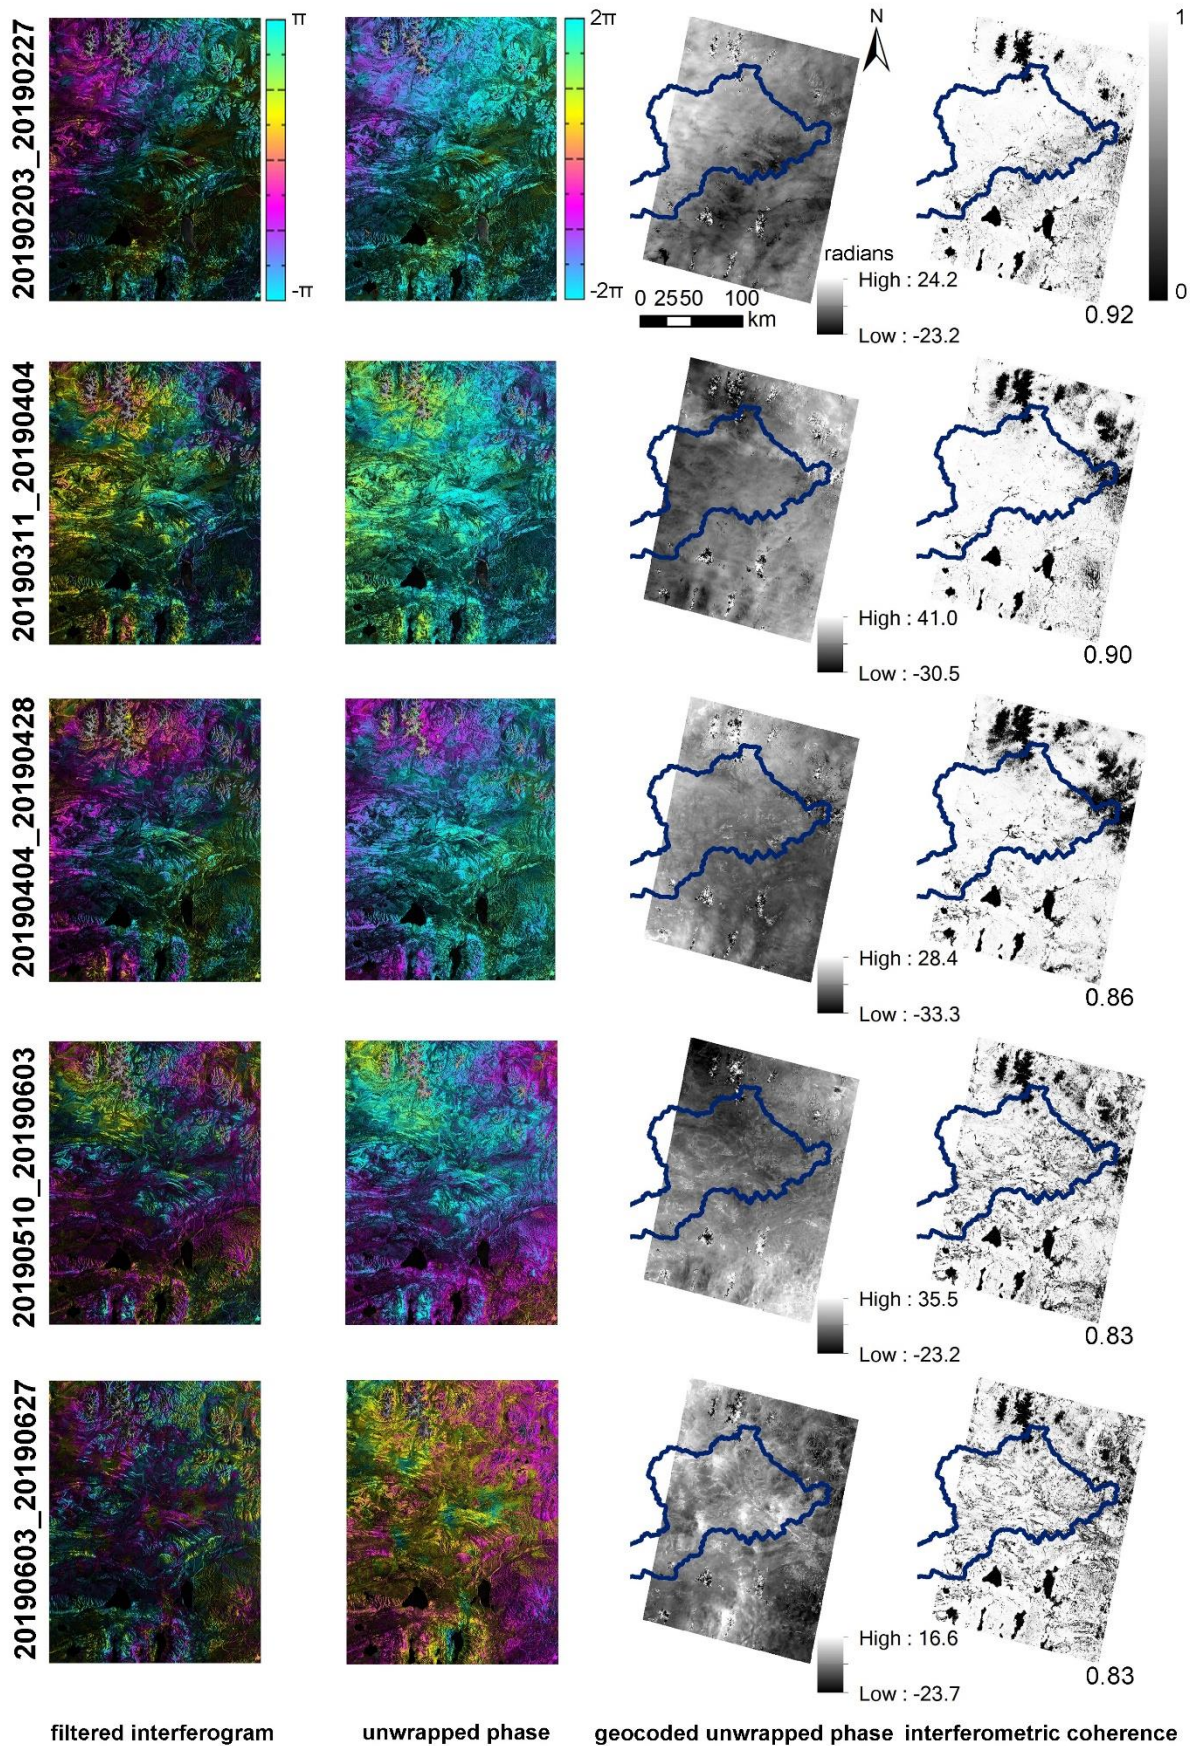 20190203_20190227
π
-π
2π
-2π
N
1
0
radians
High : 24.2
Low : -23.2
0 25 50 100
km
0.92
20190311_20190404
High : 41.0
Low : -30.5
0.90
20190404_20190428
High : 28.4
Low : -33.3
0.86
20190510_20190603
High : 35.5
Low : -23.2
0.83
20190603_20190627
High : 16.6
Low : -23.7
0.83
filtered interferogram
unwrapped phase
geocoded unwrapped phase
interferometric coherence